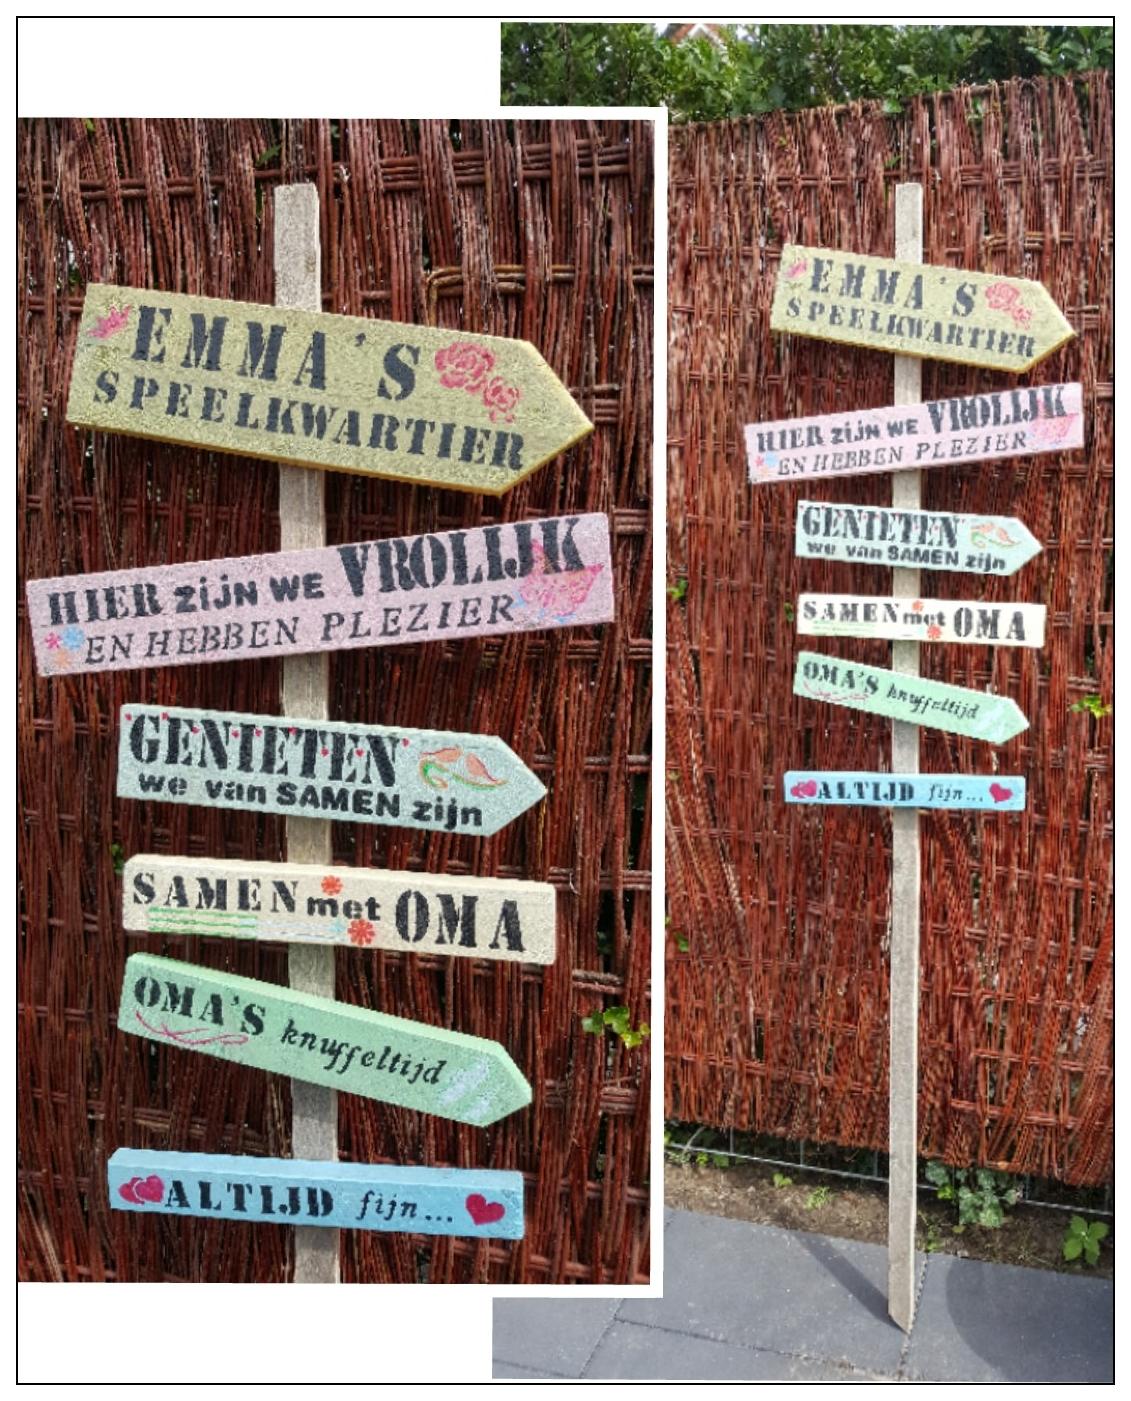 EMMA'S
SPEELKWARTIER
HIER zijn WE VROLIJK
EN HEBBEN PLEZIER
GENIETEN
we van SAMEN zijn
SAMEN met OMA
OMA'S knuffeltijd
ALTIJD fijn...
EMMA'S
SPEELKWARTIER
HIER zijn WE VROLIJK
EN HEBBEN PLEZIER
GENIETEN
we van SAMEN zijn
SAMEN met OMA
OMA'S knuffeltijd
ALTIJD fijn...